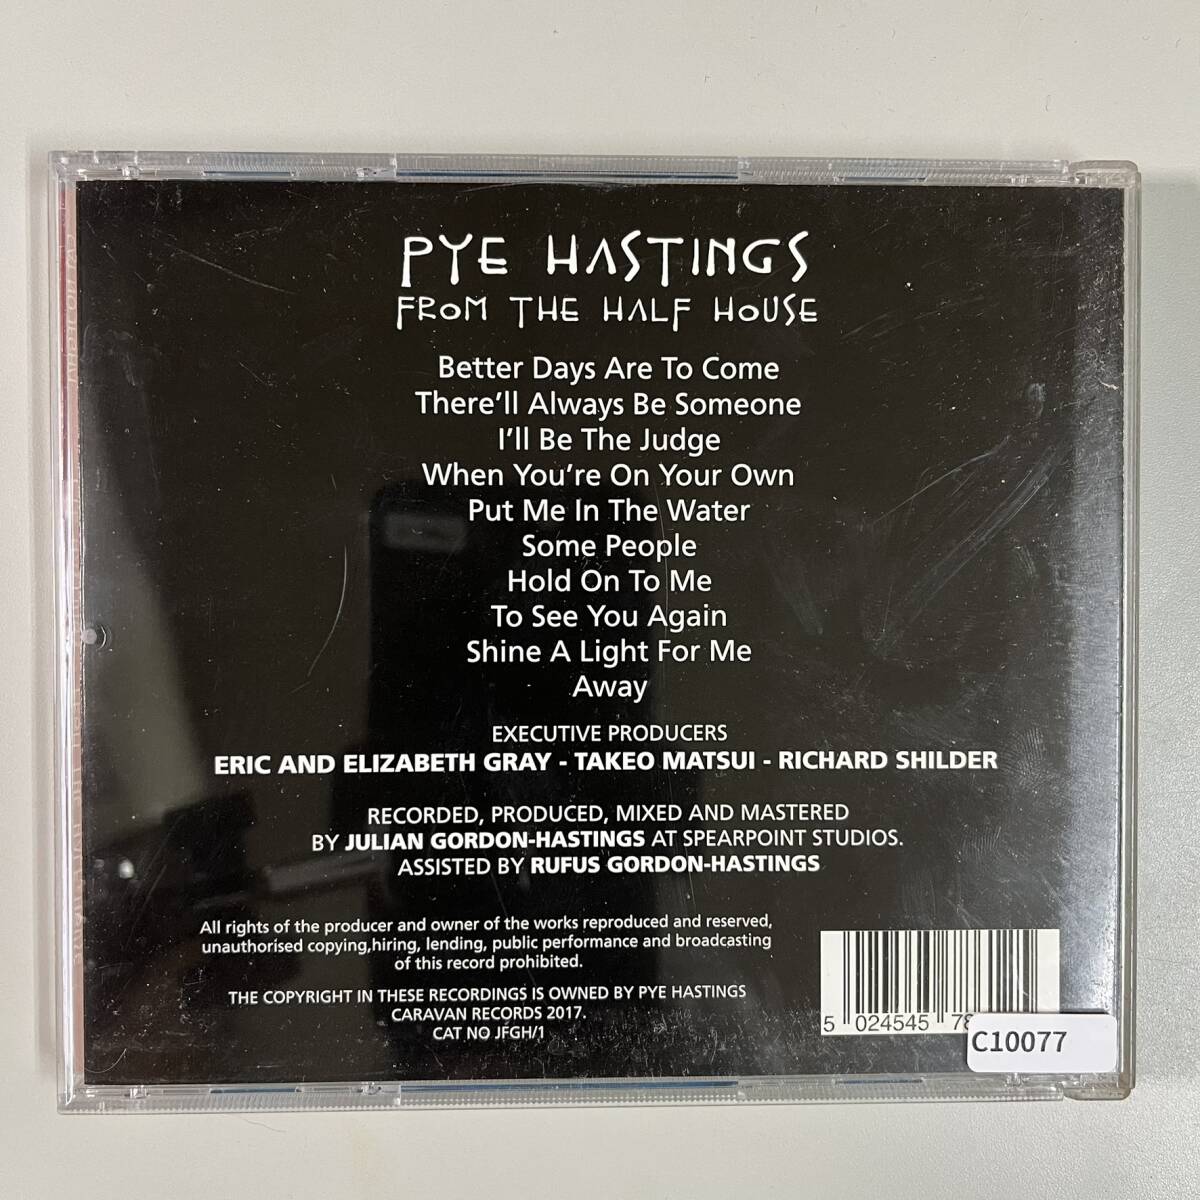 PYE HASTINGS
FROM THE HALF HOUSE
Better Days Are To Come
There'll Always Be Someone
I'll Be The Judge
When You're On Your Own
Put Me In The Water
Some People
Hold On To Me
To See You Again
Shine A Light For Me
Away
EXECUTIVE PRODUCERS
ERIC AND ELIZABETH GRAY - TAKEO MATSUI - RICHARD SHILDER
RECORDED, PRODUCED, MIXED AND MASTERED
BY JULIAN GORDON-HASTINGS AT SPEARPOINT STUDIOS.
ASSISTED BY RUFUS GORDON-HASTINGS
All rights of the producer and owner of the works reproduced and reserved,
unauthorised copying,hiring, lending, public performance and broadcasting
of this record prohibited.
THE COPYRIGHT IN THESE RECORDINGS IS OWNED BY PYE HASTINGS
CARAVAN RECORDS 2017.
CAT NO JFGH/1
5 024545 78
C10077